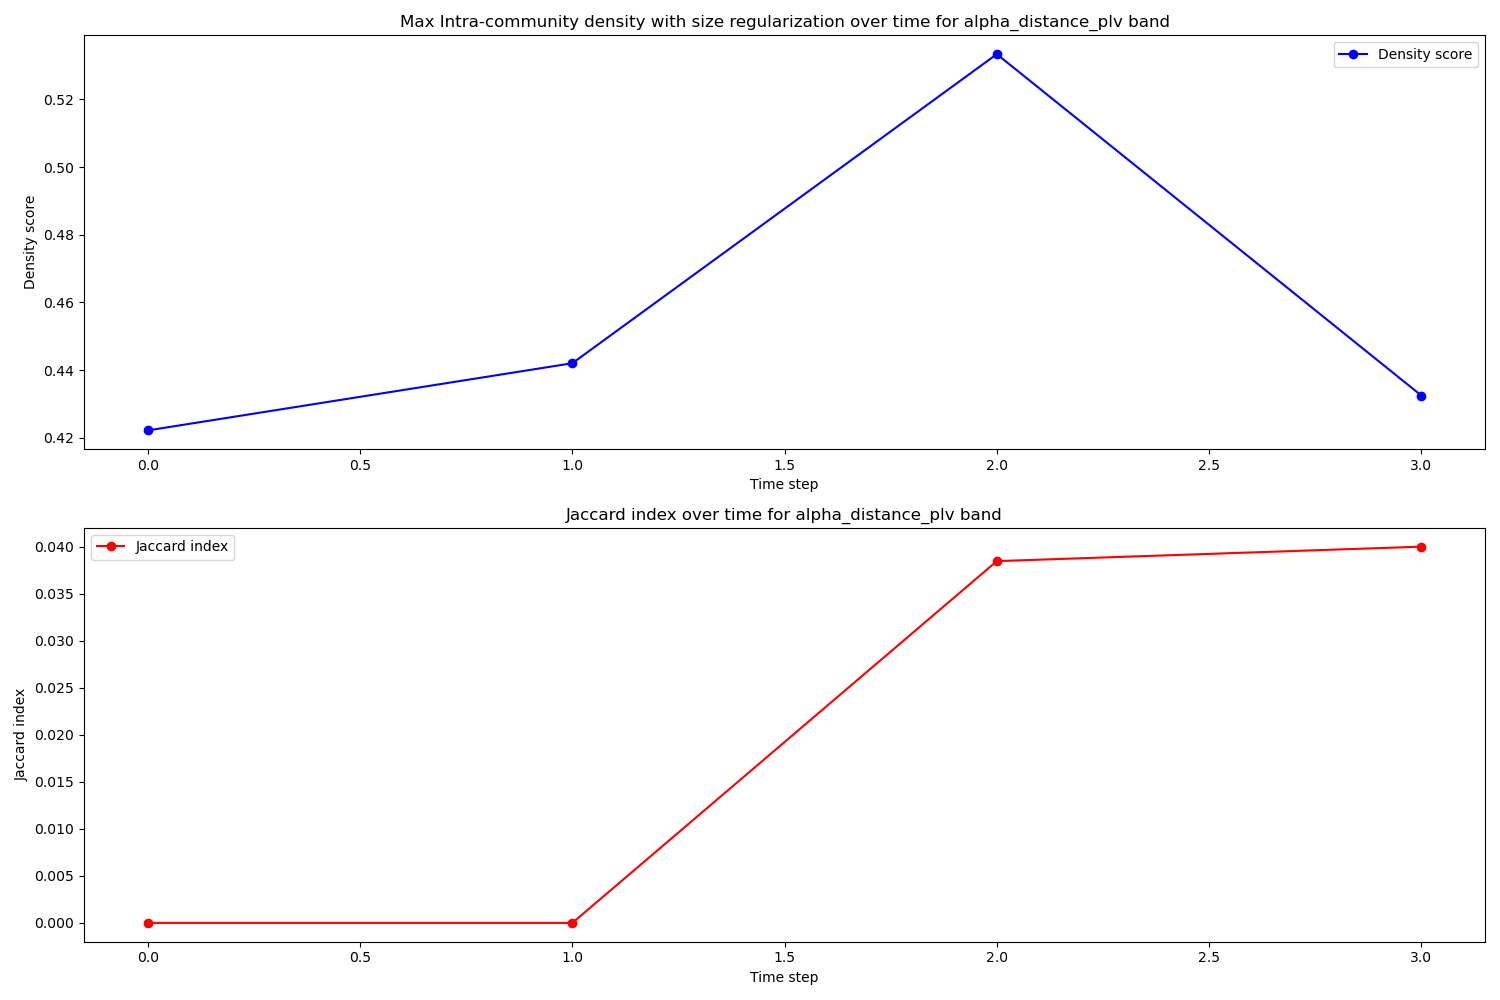 Max Intra-community density with size regularization over time for alpha_distance_plv band
Density score
0.52
0.50
0.48
0.46
0.44
0.42
Density score
0.0 0.5 1.0 1.5 2.0 2.5 3.0
Time step
Jaccard index over time for alpha_distance_plv band
Jaccard index
0.040
0.035
0.030
0.025
0.020
0.015
0.010
0.005
0.000
Jaccard index
0.0 0.5 1.0 1.5 2.0 2.5 3.0
Time step